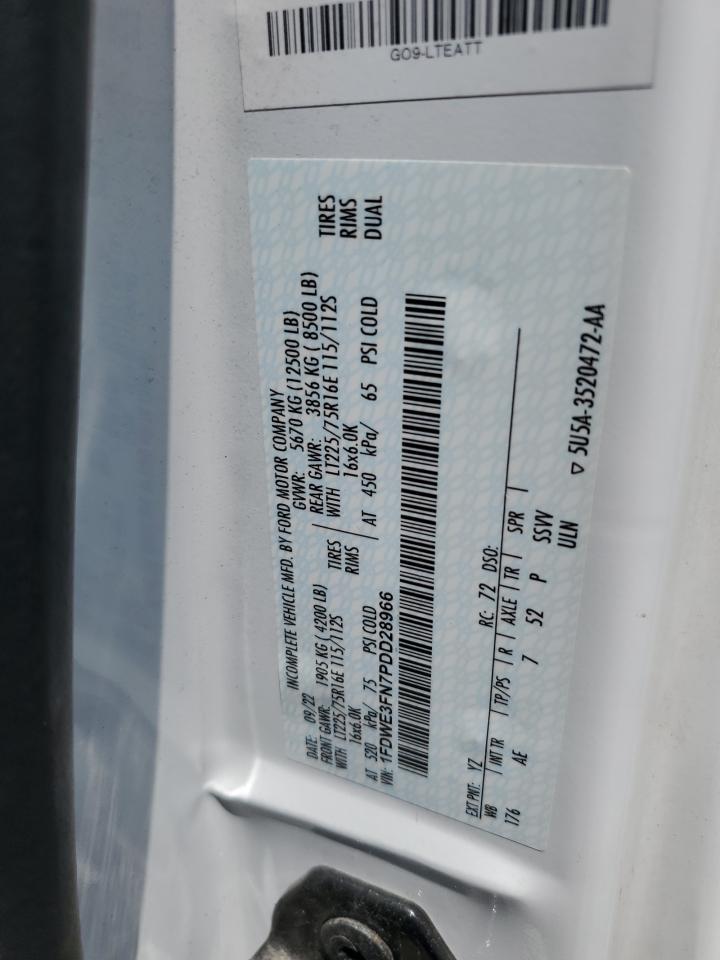 GO9-LTEATT
INCOMPLETE VEHICLE MFD. BY FORD MOTOR COMPANY
DATE: 09/22 GVWR: 5670 KG (12500 LB)
FRONT GAWR: 1905 KG ( 4200 LB) REAR GAWR: 3856 KG ( 8500 LB)
WITH LT225/75R16E 115/112S TIRES WITH LT225/75R16E 115/112S TIRES
16x6.0K RIMS 16x6.0K RIMS
AT 520 kPa/ 75 PSI COLD AT 450 kPa/ 65 PSI COLD DUAL
VIN: 1FDWE3FN7PDD28966
EXT PNT: YZ RC: 72 DSO:
WB INT TR TP/PS R AXLE TR SPR
176 AE 7 52 P SSVV
ULN
▽ 5U5A-3520472-AA